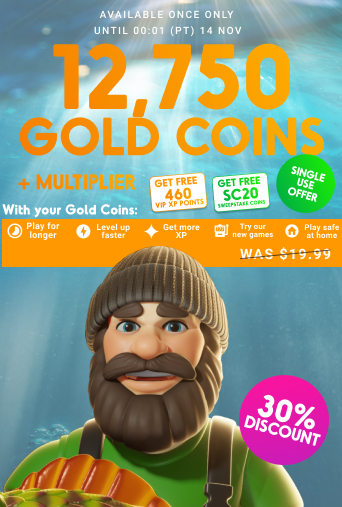 AVAILABLE ONCE ONLY
UNTIL 00:01 (PT) 14 NOV
12,750
GOLD COINS
+ MULTIPLIER
GET FREE
460
VIP XP POINTS
GET FREE
SC20
SWEEPSTAKE COINS
SINGLE
USE
OFFER
With your Gold Coins:
Play for
longer
Level up
faster
Get more
XP
Try our
new games
Play safe
at home
WAS $19.99
30%
DISCOUNT